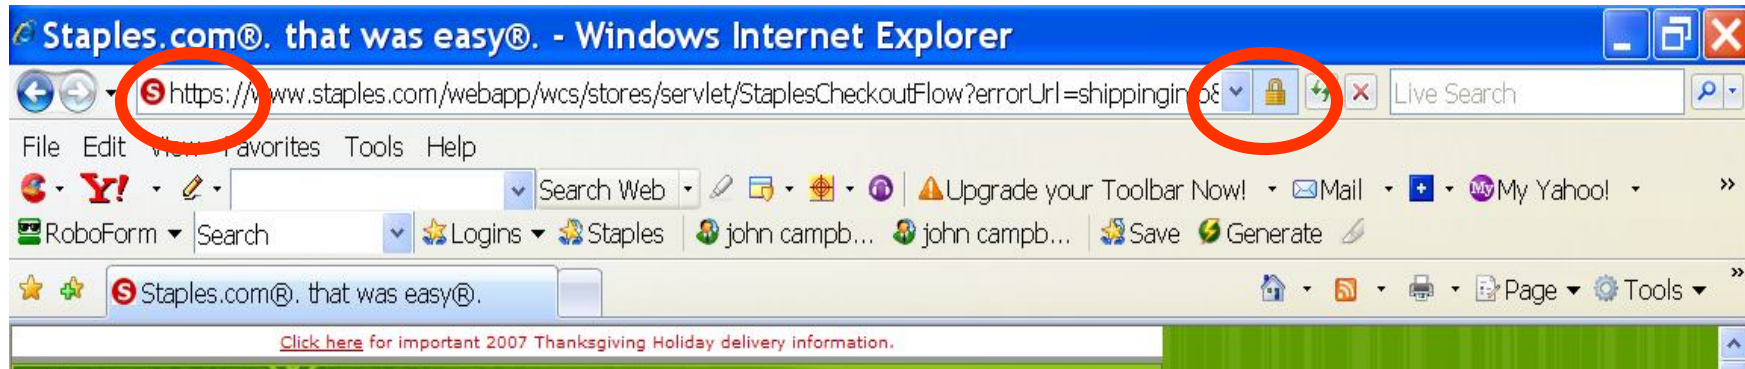 Staples.com®. that was easy®. - Windows Internet Explorer
https://www.staples.com/webapp/wcs/stores/servlet/StaplesCheckoutFlow?errorUrl=shippinginfo& Live Search
File Edit View Favorites Tools Help
Y! Search Web Upgrade your Toolbar Now! Mail My My Yahoo! »
RoboForm Search Logins Staples john campb... john campb... Save Generate
S Staples.com®. that was easy®. Page Tools »
Click here for important 2007 Thanksgiving Holiday delivery information.